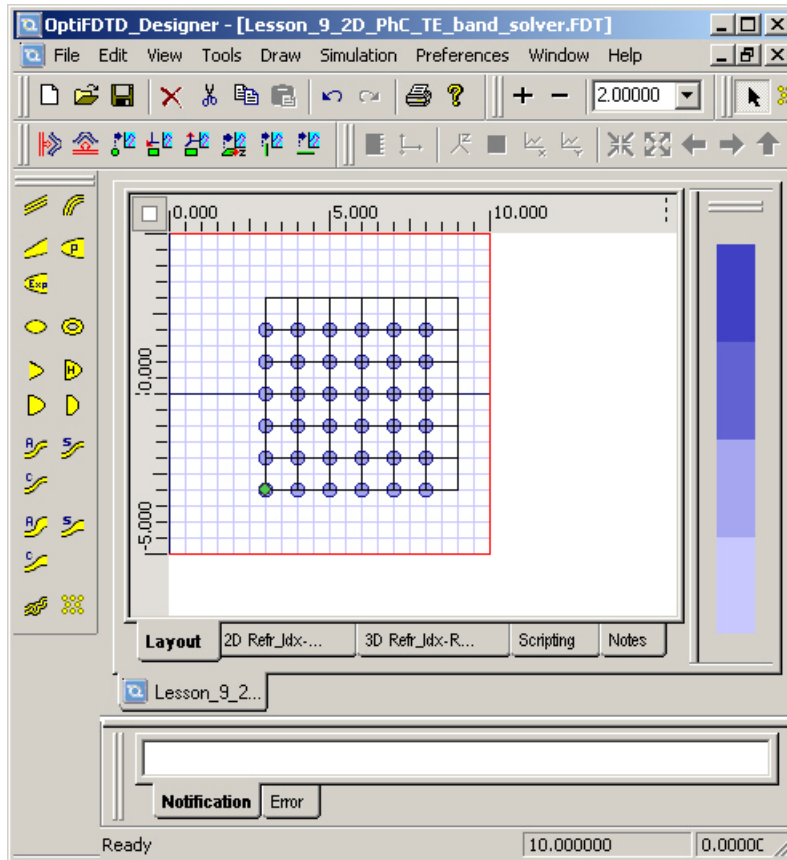 OptiFDTD_Designer - [Lesson_9_2D_PhC_TE_band_solver.FDT]
File Edit View Tools Draw Simulation Preferences Window Help
2.00000
0.000 5.000 10.000
P
Exp
0.000
H
A S
C
-5.000
A S
C
Layout 2D Refr_Idx-... 3D Refr_Idx-R... Scripting Notes
Lesson_9_2...
Notification Error
Ready 10.000000 0.00000